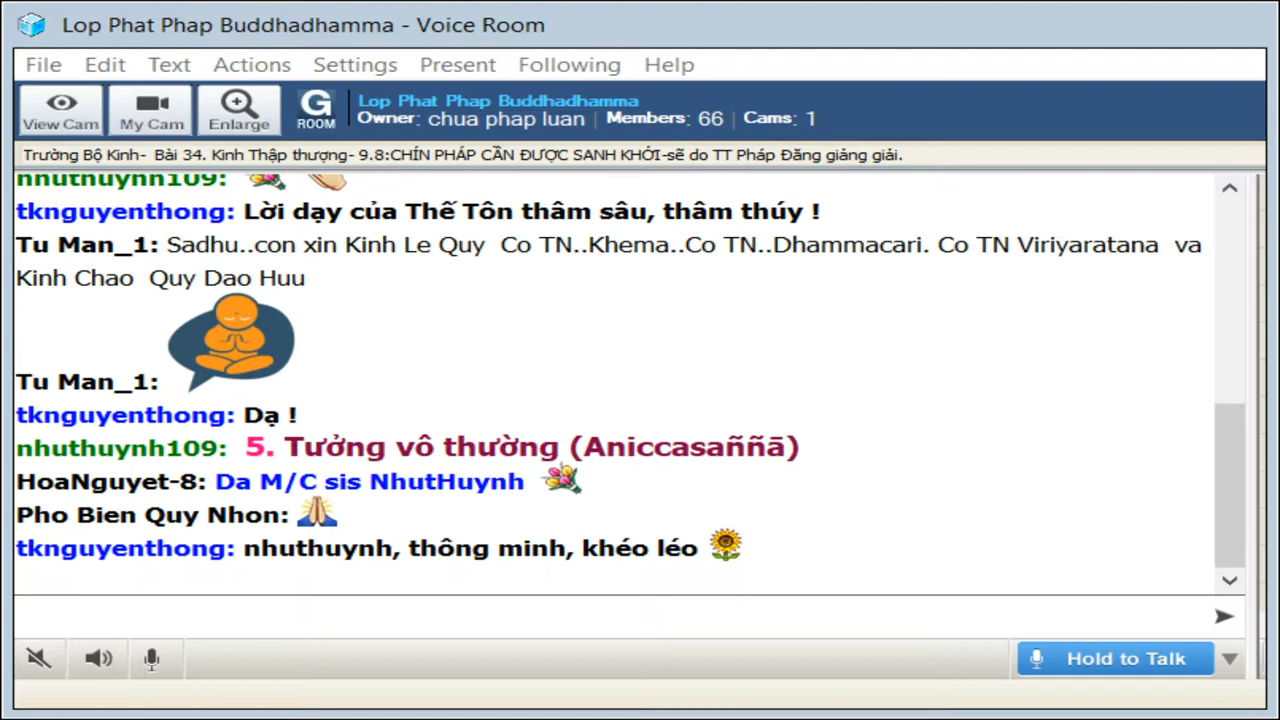 Lop Phat Phap Buddhadhamma - Voice Room
File Edit Text Actions Settings Present Following Help
View Cam My Cam Enlarge G ROOM
Lop Phat Phap Buddhadhamma
Owner: chua phap luan | Members: 66 | Cams: 1
Trưởng Bộ Kinh- Bài 34. Kinh Thập thượng- 9.8:CHÍN PHÁP CẦN ĐƯỢC SANH KHỞI-sẽ do TT Pháp Đăng giảng giải.
nhuthuynh109:
tknguyenthong: Lời dạy của Thế Tôn thâm sâu, thâm thúy !
Tu Man_1: Sadhu..con xin Kinh Le Quy Co TN..Khema..Co TN..Dhammacari. Co TN Viriyaratana va
Kinh Chao Quy Dao Huu
Tu Man_1:
tknguyenthong: Dạ !
nhuthuynh109: 5. Tưởng vô thường (Aniccasaññā)
HoaNguyet-8: Da M/C sis NhutHuynh
Pho Bien Quy Nhon:
tknguyenthong: nhuthuynh, thông minh, khéo léo
Hold to Talk